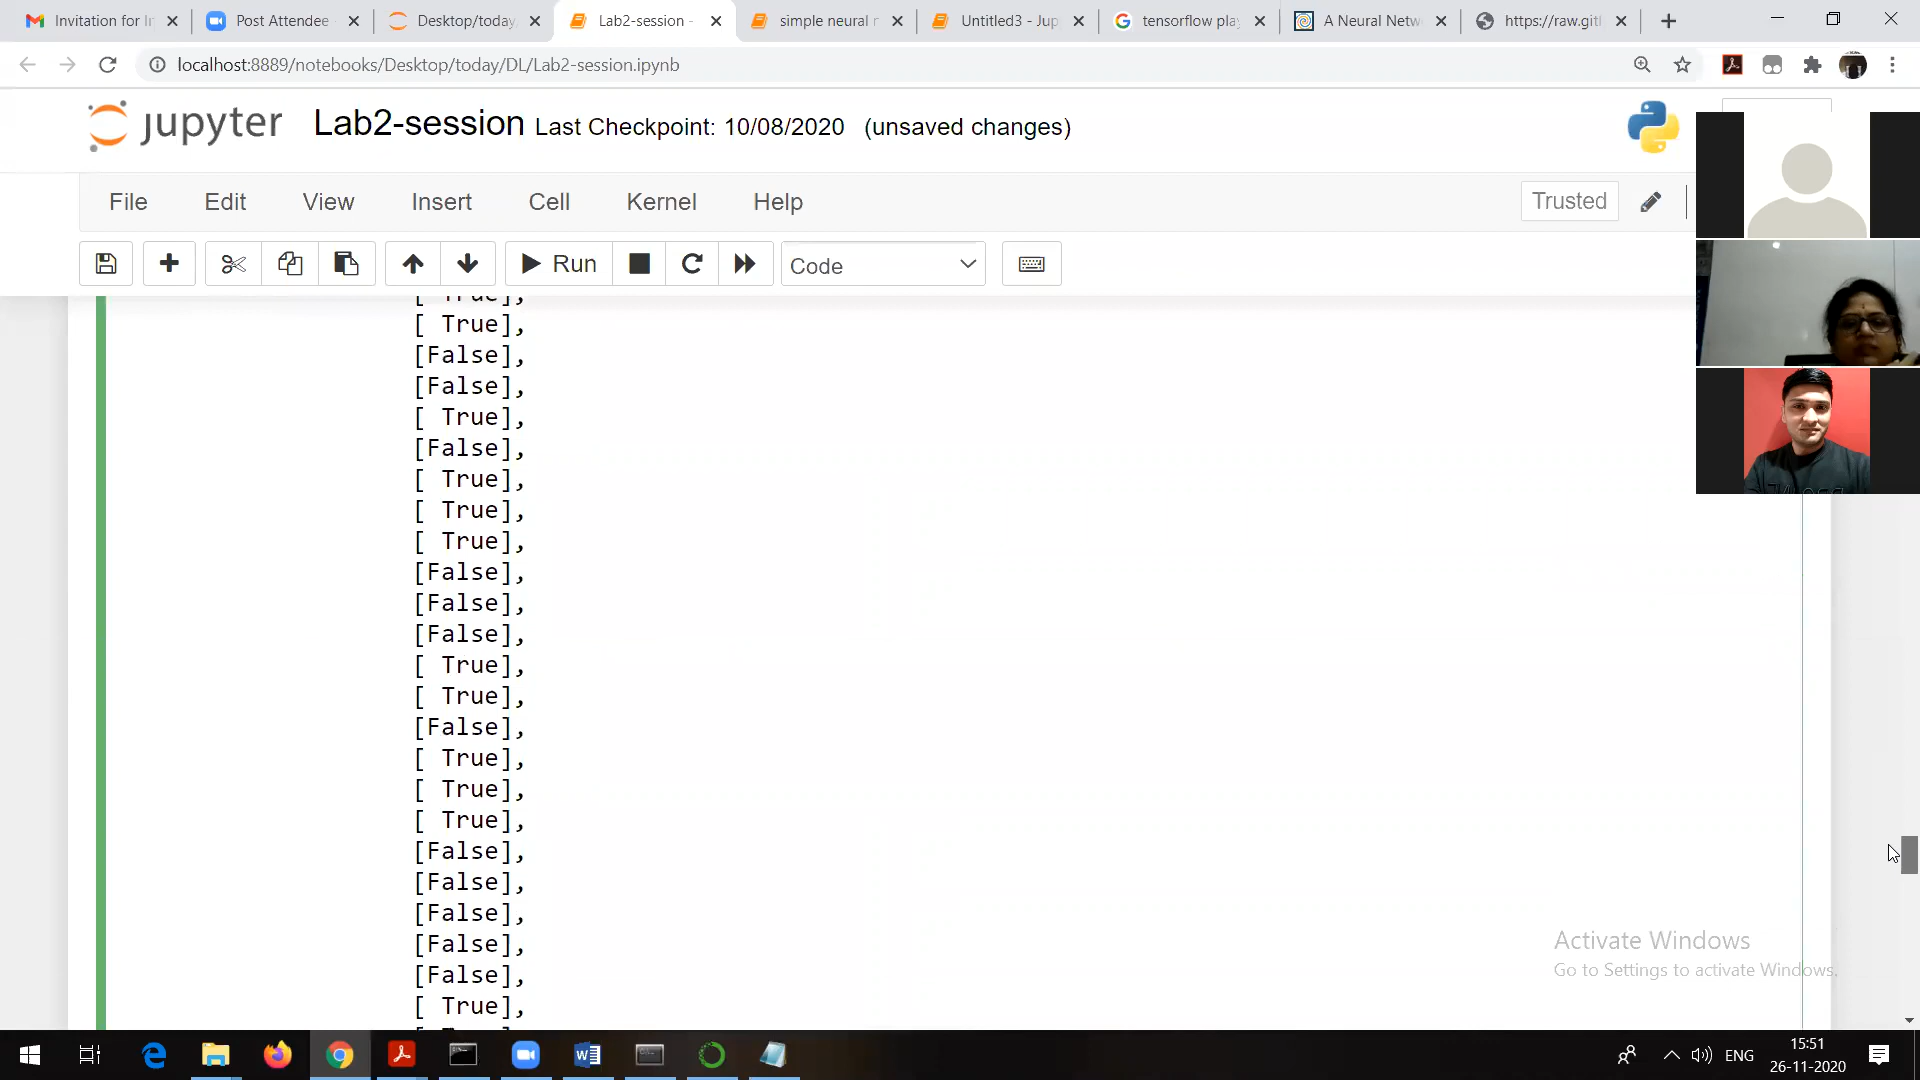 Invitation for I
Post Attendee
Desktop/today
Lab2-session -
simple neural
Untitled3 - Jup
tensorflow pla
A Neural Netw
https://raw.git
localhost:8889/notebooks/Desktop/today/DL/Lab2-session.ipynb
jupyter Lab2-session Last Checkpoint: 10/08/2020 (unsaved changes)
File Edit View Insert Cell Kernel Help Trusted
Run Code
[ True],
[ True],
[False],
[False],
[ True],
[False],
[ True],
[ True],
[ True],
[False],
[False],
[False],
[ True],
[ True],
[False],
[ True],
[ True],
[ True],
[False],
[False],
[False],
[False],
[False],
[ True],
Activate Windows
Go to Settings to activate Windows.
ENG
15:51
26-11-2020